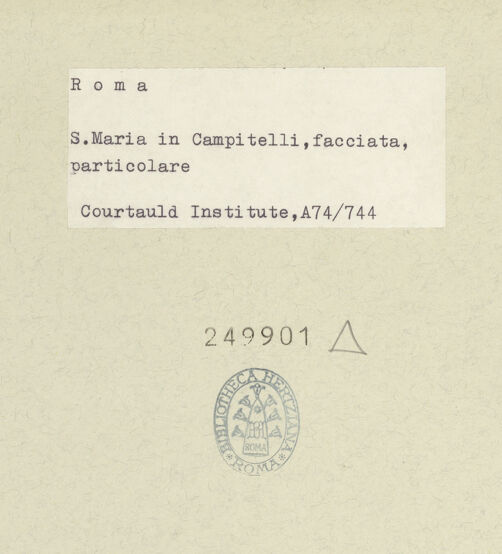 R o m a
S.Maria in Campitelli,facciata,
particolare
Courtauld Institute,A74/744
249901
BIBLIOTHECA HERTZIANA
ROMA
* ROMA *